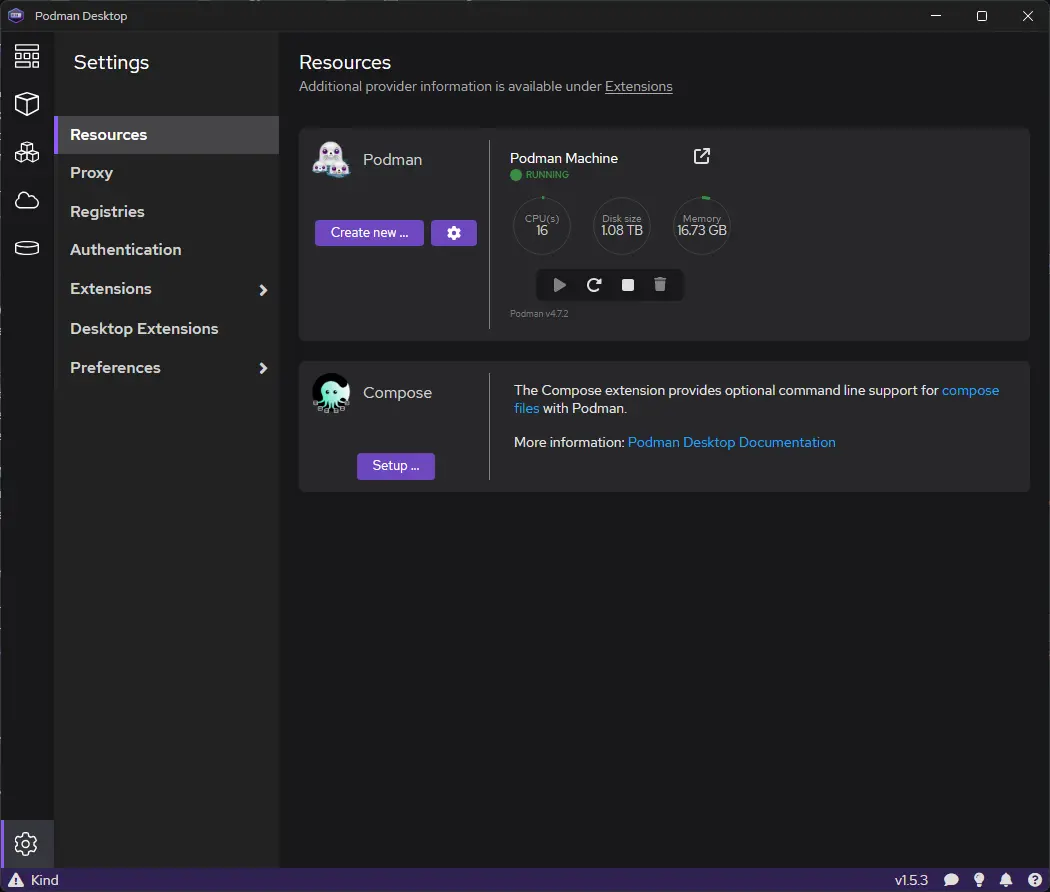 Podman Desktop
Settings
Resources
Proxy
Registries
Authentication
Extensions
Desktop Extensions
Preferences
Resources
Additional provider information is available under Extensions
Podman
Create new ...
Podman Machine
RUNNING
CPU(s)
16
Disk size
1.08 TB
Memory
16.73 GB
Podman v4.7.2
Compose
Setup ...
The Compose extension provides optional command line support for compose
files with Podman.
More information: Podman Desktop Documentation
Kind
v1.5.3